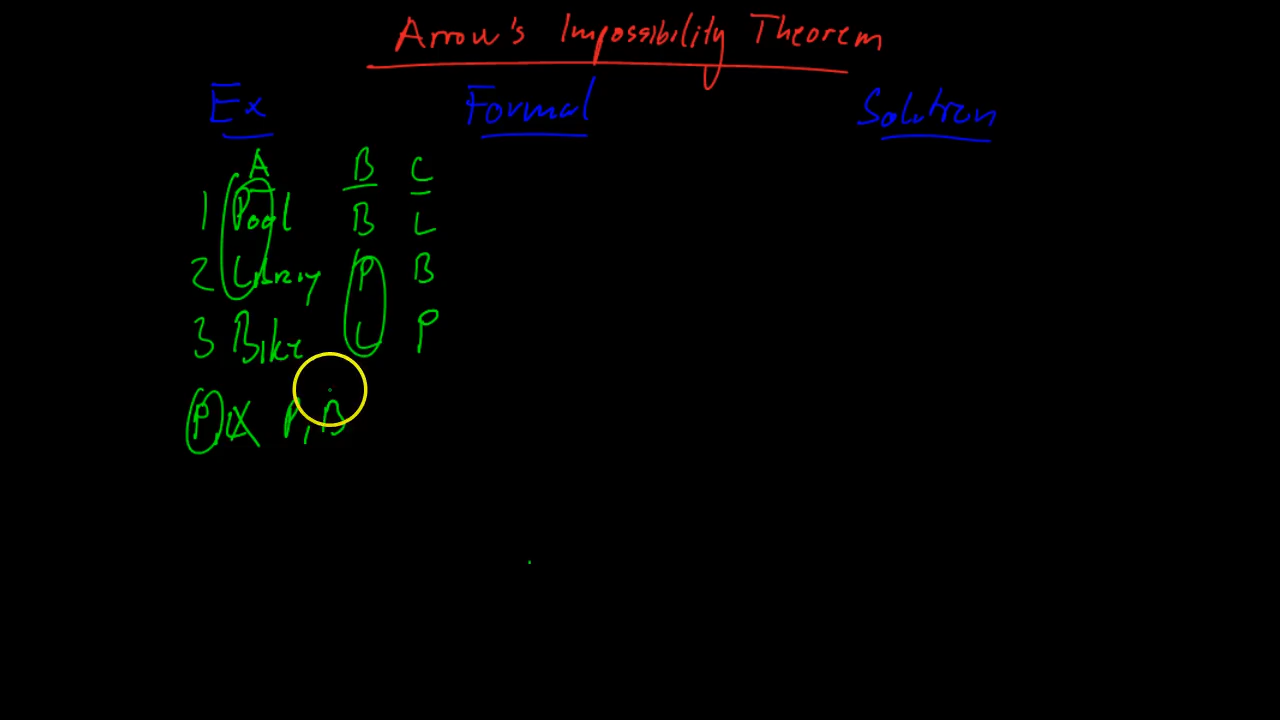 Arrow's Impossibility Theorem
Ex Formal Solution
A B C
1 Pool B L
2 Library P B
3 Bike L P
P, L P, B